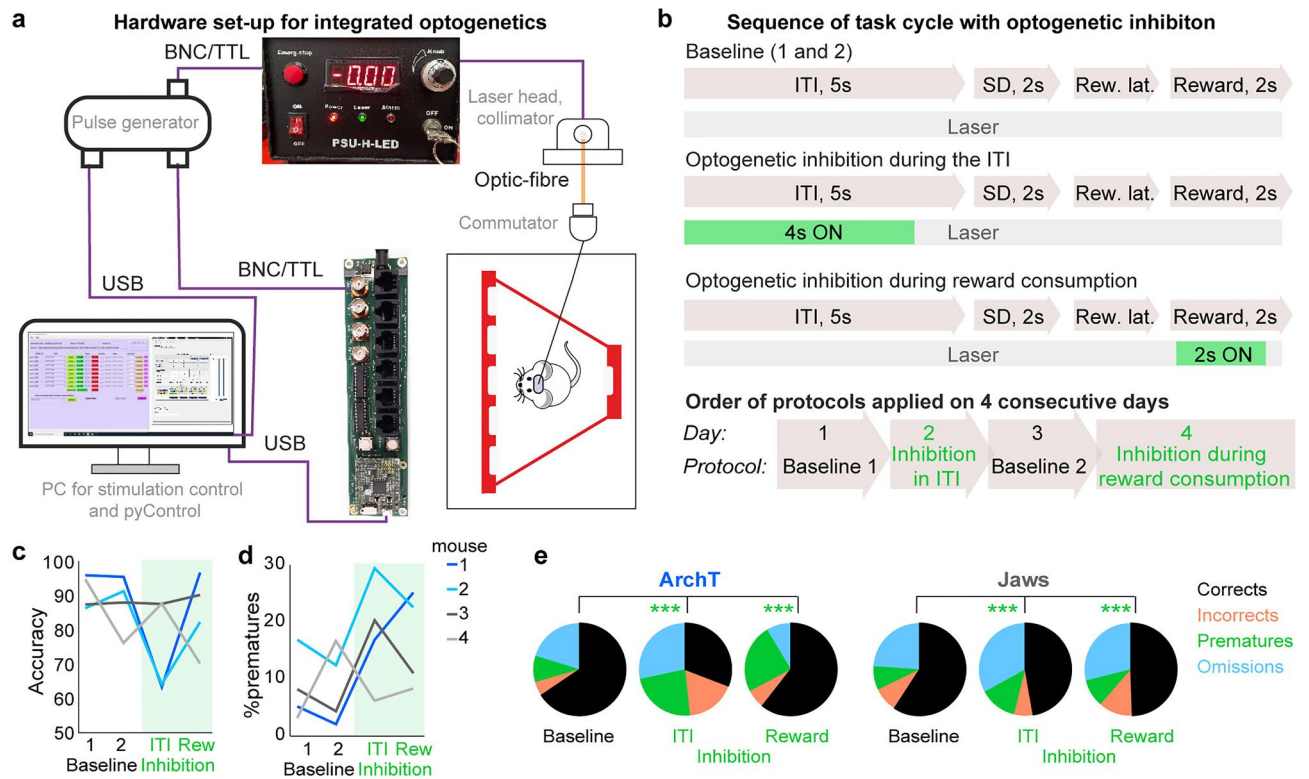 a
Hardware set-up for integrated optogenetics
BNC/TTL
Emerg-stop
Knob
-0.00
Pulse generator
ON
OFF
Power
Laser
Alarm
OFF
ON
PSU-H-LED
Laser head,
collimator
Optic-fibre
Commutator
USB
BNC/TTL
USB
PC for stimulation control
and pyControl
b
Sequence of task cycle with optogenetic inhibiton
Baseline (1 and 2)
ITI, 5s
SD, 2s
Rew. lat.
Reward, 2s
Laser
Optogenetic inhibition during the ITI
ITI, 5s
SD, 2s
Rew. lat.
Reward, 2s
4s ON
Laser
Optogenetic inhibition during reward consumption
ITI, 5s
SD, 2s
Rew. lat.
Reward, 2s
Laser
2s ON
Order of protocols applied on 4 consecutive days
Day:
1
2
3
4
Protocol:
Baseline 1
Inhibition
in ITI
Baseline 2
Inhibition during
reward consumption
c
Accuracy
100
90
80
70
60
50
1
2
ITI
Rew
Baseline
Inhibition
d
%prematures
30
20
10
0
1
2
ITI
Rew
Baseline
Inhibition
mouse
1
2
3
4
e
ArchT
***
***
Baseline
ITI
Reward
Inhibition
Jaws
***
***
Baseline
ITI
Reward
Inhibition
Corrects
Incorrects
Prematures
Omissions